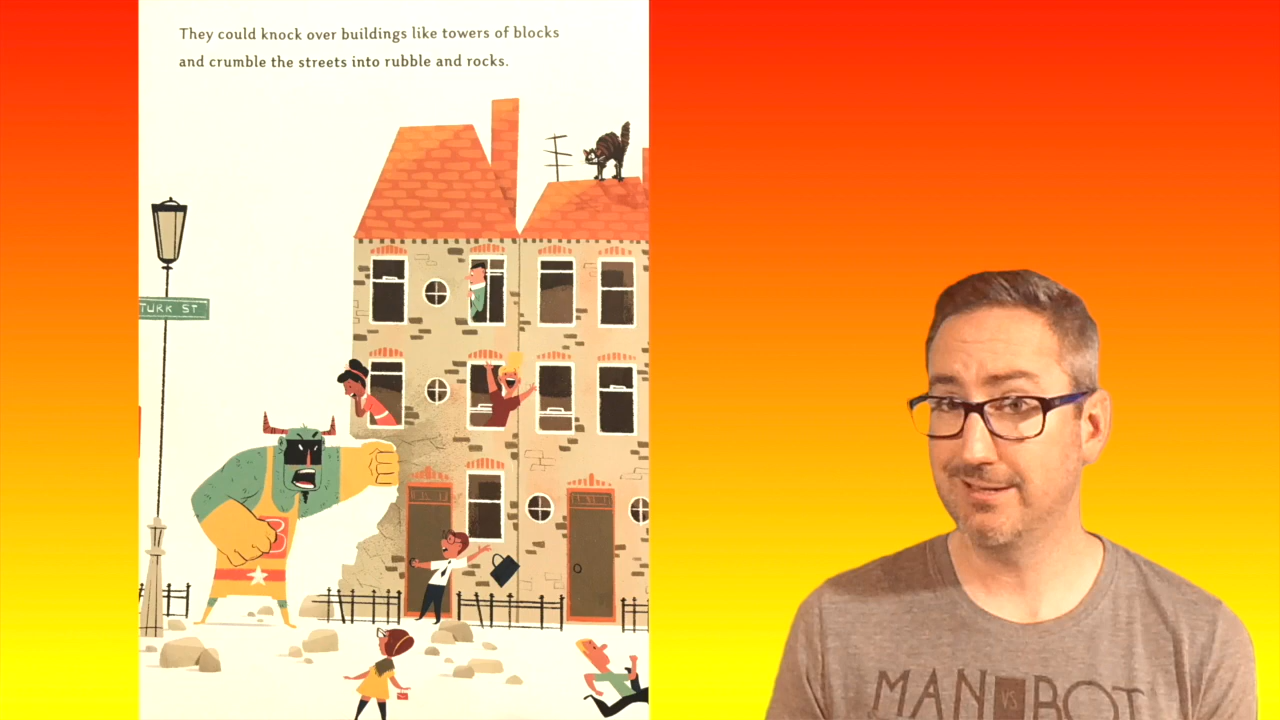 They could knock over buildings like towers of blocks
and crumble the streets into rubble and rocks.
TURK ST
B
MAN VS BOT